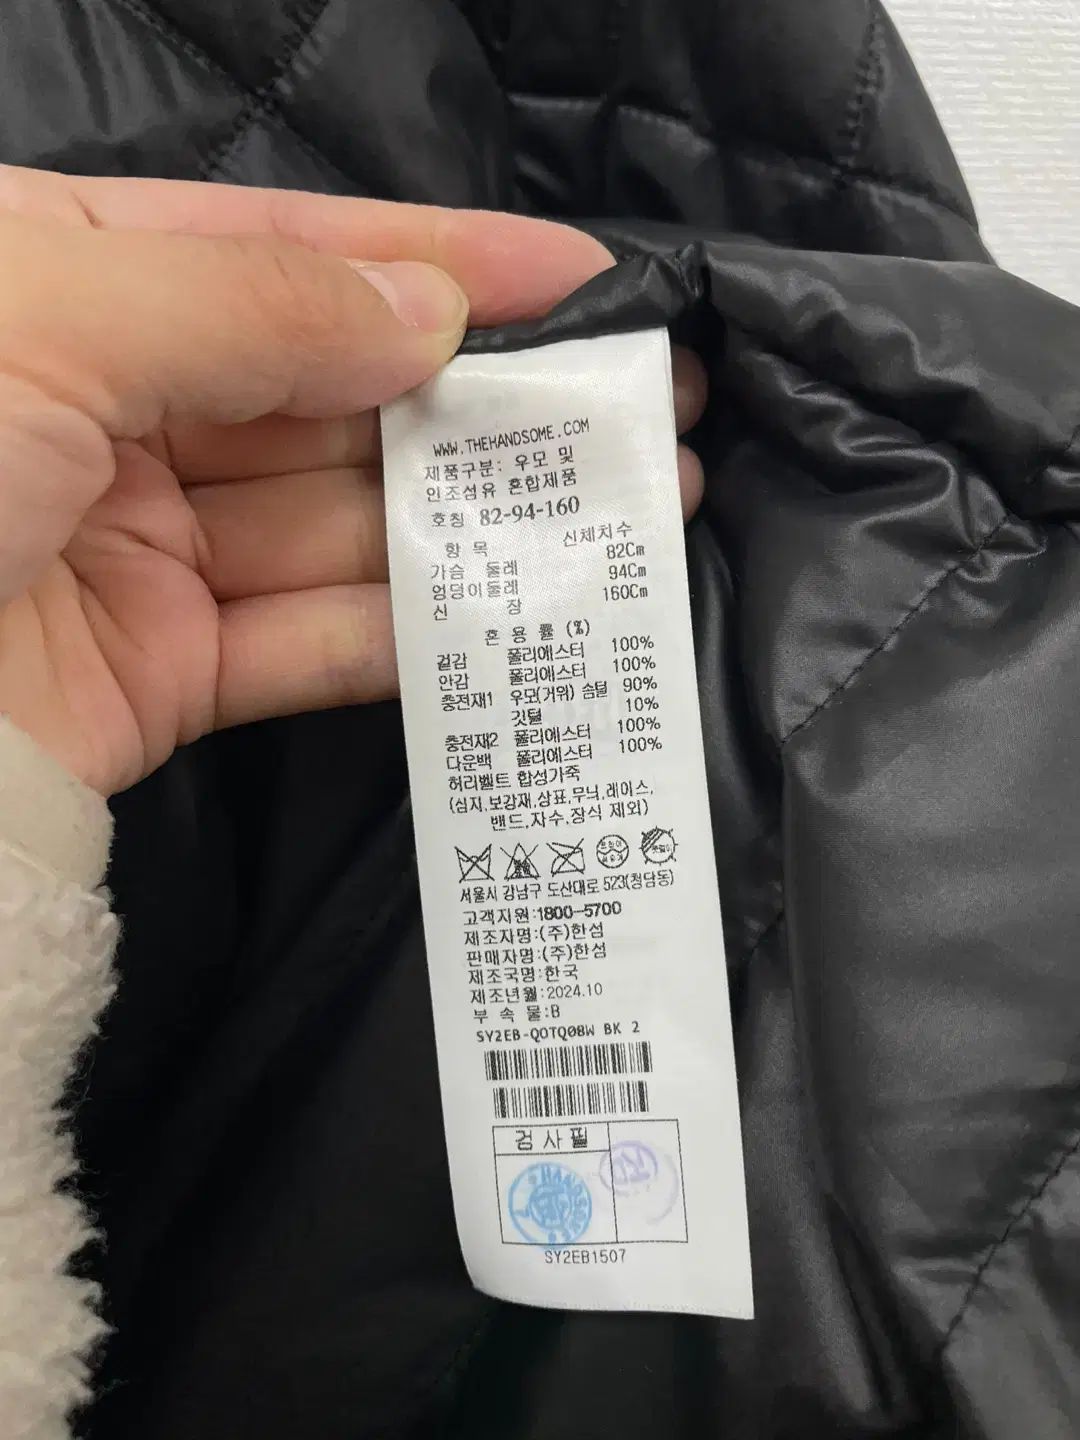 WWW.THEHANDSOME.COM
제품구분: 우모 및
인조섬유 혼합제품
호칭 82-94-160
항 목 신체치수
가슴 둘레 82Cm
엉덩이둘레 94Cm
신 장 160Cm
혼 용 률 (%)
겉감 폴리에스터 100%
안감 폴리에스터 100%
충전재1 우모(거위) 솜털 90%
깃털 10%
충전재2 폴리에스터 100%
다운백 폴리에스터 100%
허리벨트 합성가죽
(심지,보강재,상표,무늬,레이스,
밴드,자수,장식 제외)
서울시 강남구 도산대로 523(청담동)
고객지원:1800-5700
제조자명:(주)한섬
판매자명:(주)한섬
제조국명:한국
제조년월:2024.10
부 속 물:B
SY2EB-QOTQ08W BK 2
검 사 필
HANDSOME
SY2EB1507